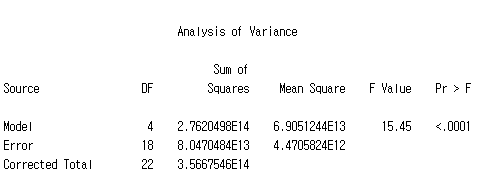 Analysis of Variance
Sum of
Source DF Squares Mean Square F Value Pr > F
Model 4 2.7620498E14 6.9051244E13 15.45 <.0001
Error 18 8.0470484E13 4.4705824E12
Corrected Total 22 3.5667546E14